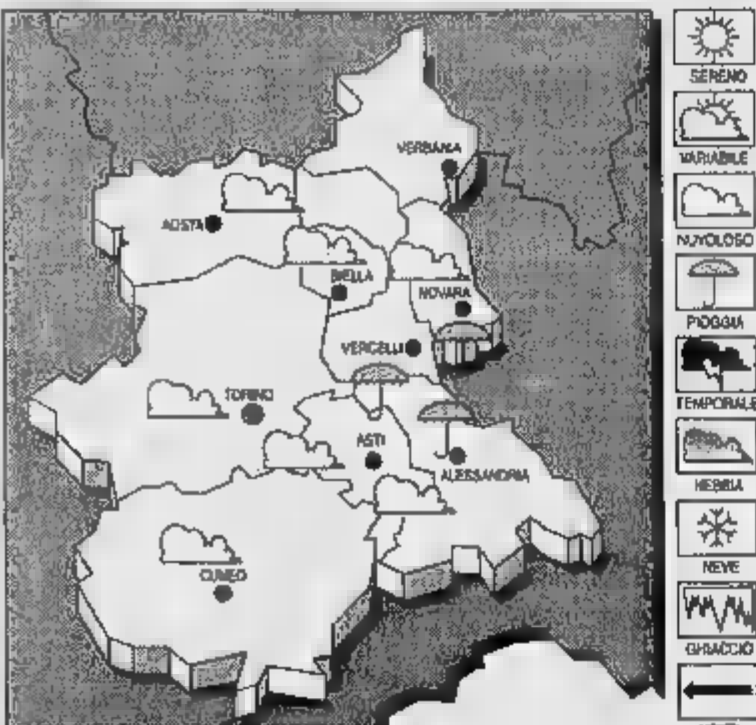 VERBANIA
AOSTA
BIELLA
NOVARA
VERCELLI
TORINO
ASTI
ALESSANDRIA
CUNEO
SERENO
VARIABILE
NUVOLOSO
PIOGGIA
TEMPORALE
NEBBIA
NEVE
GHIACCIO